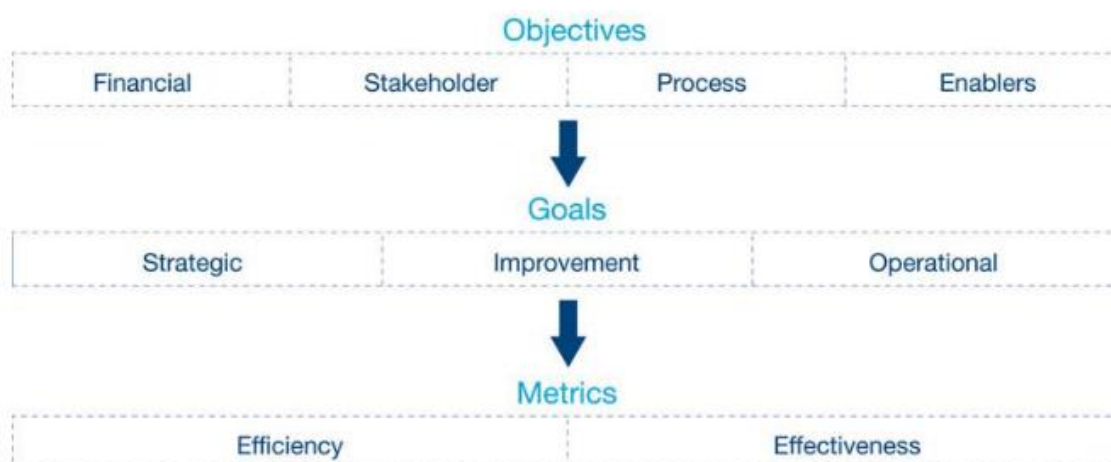 Objectives
Financial Stakeholder Process Enablers
Goals
Strategic Improvement Operational
Metrics
Efficiency Effectiveness